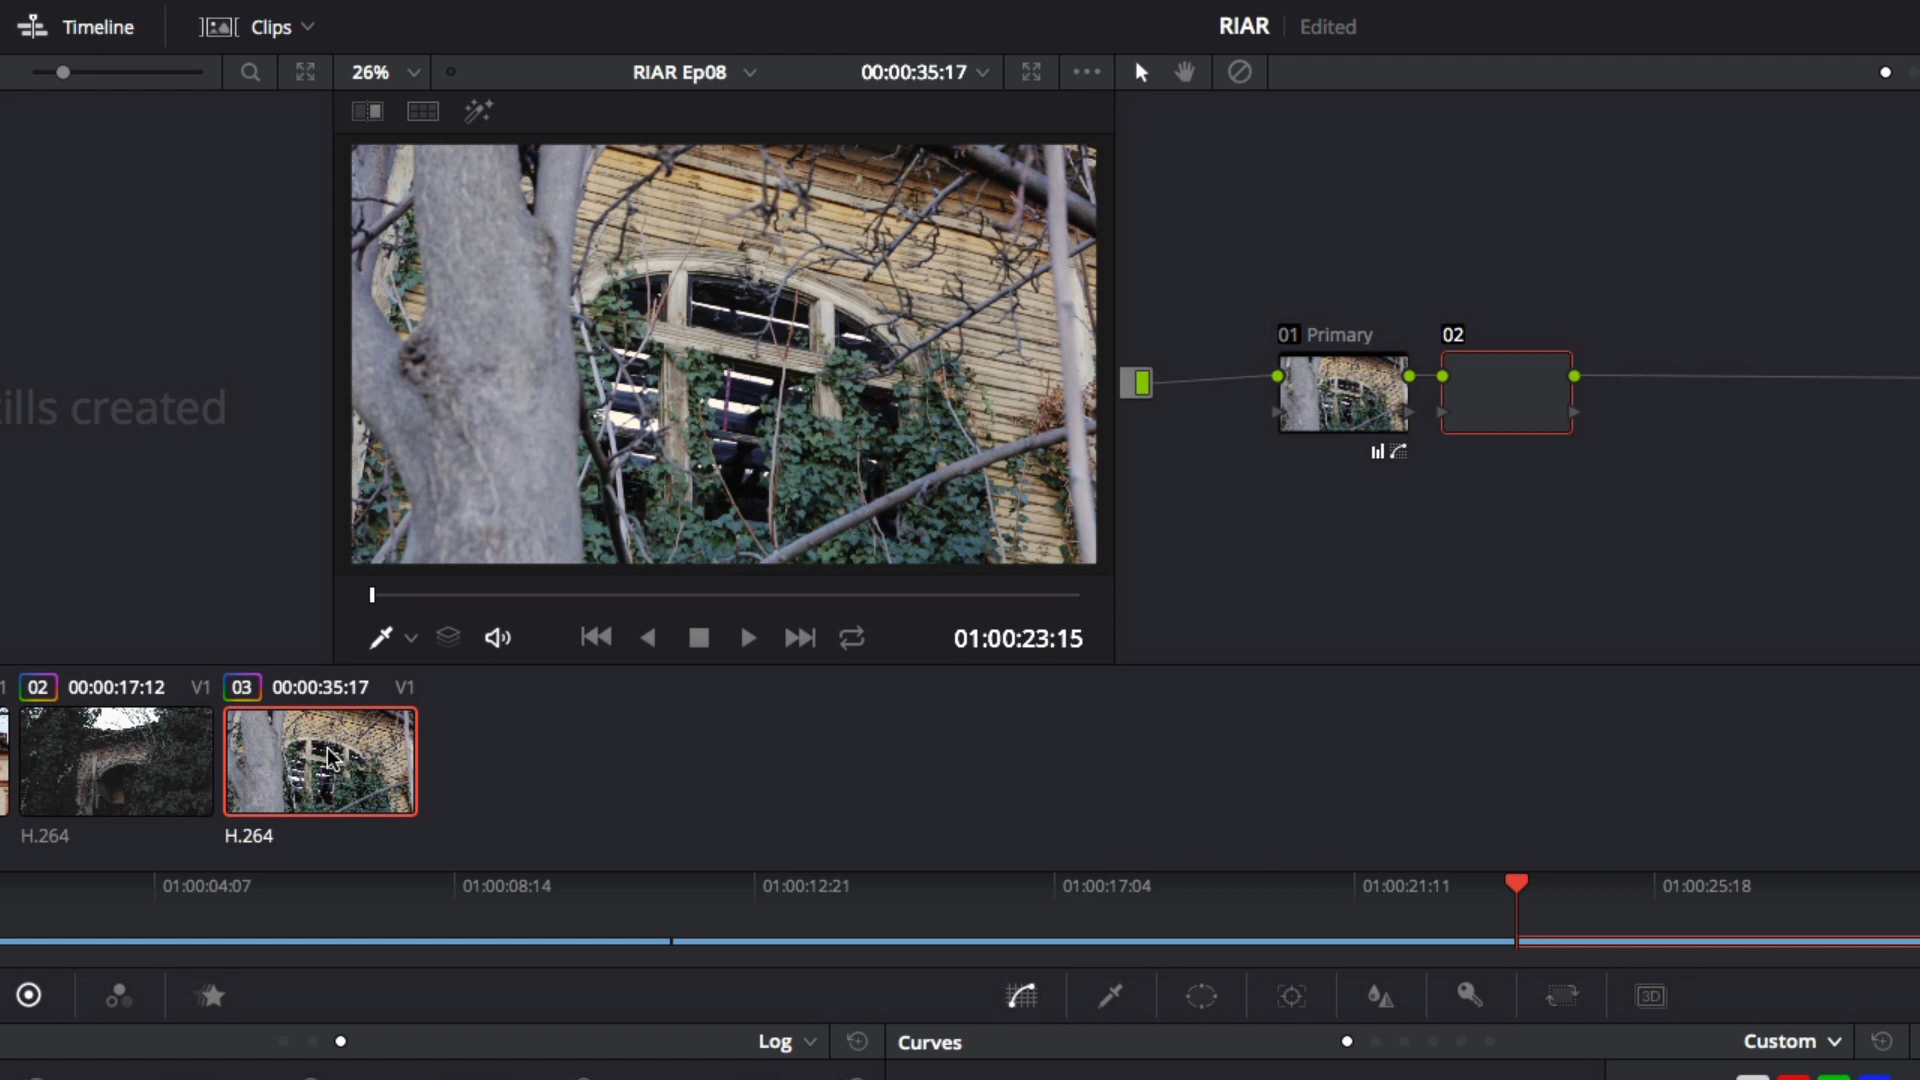 Timeline
Clips
RIAR
Edited
26%
RIAR Ep08
00:00:35:17
ills created
01 Primary
02
01:00:23:15
02 00:00:17:12 V1
03 00:00:35:17 V1
H.264
H.264
01:00:04:07
01:00:08:14
01:00:12:21
01:00:17:04
01:00:21:11
01:00:25:18
3D
Log
Curves
Custom